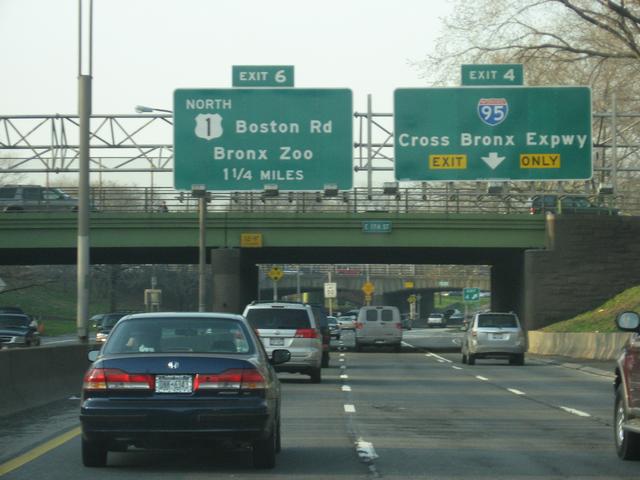 EXIT 6
NORTH
1 Boston Rd
Bronx Zoo
1 1/4 MILES
EXIT 4
95
Cross Bronx Expwy
EXIT ONLY